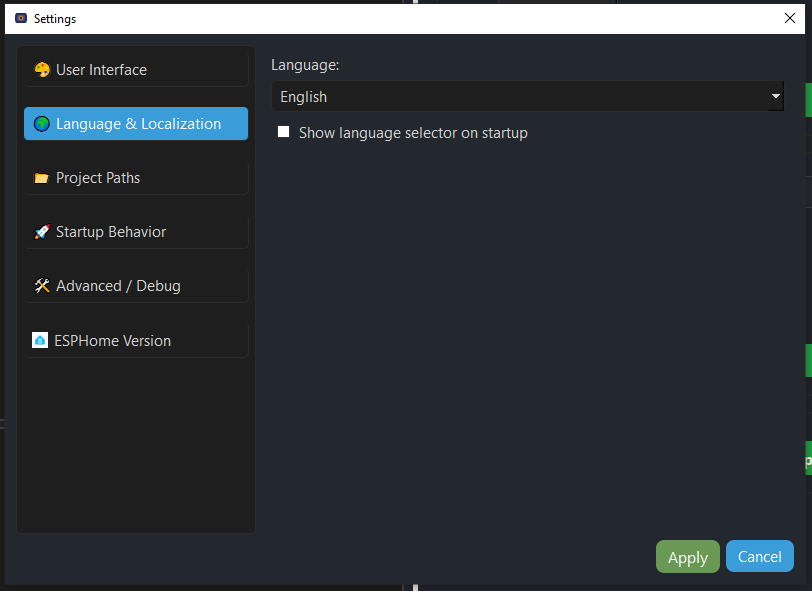 Settings
User Interface
Language & Localization
Project Paths
Startup Behavior
Advanced / Debug
ESPHome Version
Language:
English
Show language selector on startup
Apply
Cancel